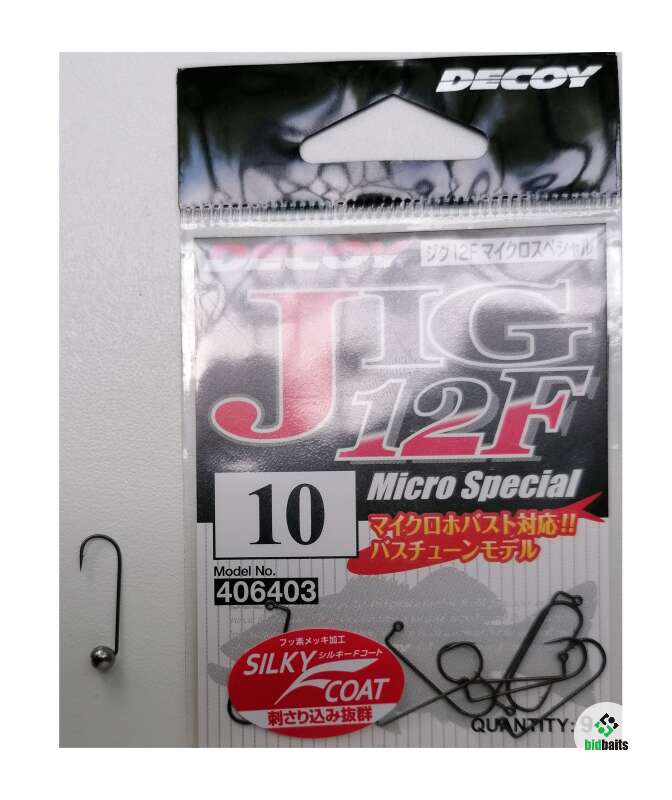 DECOY
DECOY
ジグ12Fマイクロスペシャル
JIG
12F
Micro Special
10
マイクロホバスト対応!!
バスチューンモデル
Model No.
406403
フッ素メッキ加工
シルキーFコート
SILKY
F
COAT
刺さり込み抜群
QUANTITY: 9
bidbaits